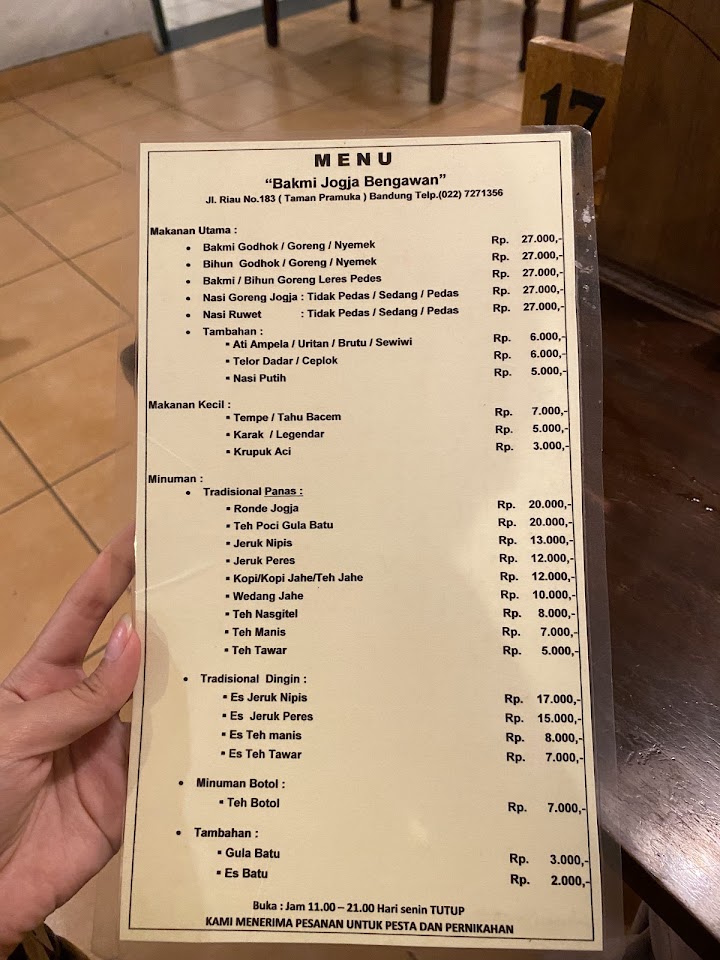 17
MENU
“Bakmi Jogja Bengawan”
Jl. Riau No.183 ( Taman Pramuka ) Bandung Telp.(022) 7271356
Makanan Utama :
• Bakmi Godhok / Goreng / Nyemek Rp. 27.000,-
• Bihun Godhok / Goreng / Nyemek Rp. 27.000,-
• Bakmi / Bihun Goreng Leres Pedes Rp. 27.000,-
• Nasi Goreng Jogja : Tidak Pedas / Sedang / Pedas Rp. 27.000,-
• Nasi Ruwet : Tidak Pedas / Sedang / Pedas Rp. 27.000,-
• Tambahan :
▪ Ati Ampela / Uritan / Brutu / Sewiwi Rp. 6.000,-
▪ Telor Dadar / Ceplok Rp. 6.000,-
▪ Nasi Putih Rp. 5.000,-
Makanan Kecil :
▪ Tempe / Tahu Bacem Rp. 7.000,-
▪ Karak / Legendar Rp. 5.000,-
▪ Krupuk Aci Rp. 3.000,-
Minuman :
• Tradisional Panas :
▪ Ronde Jogja Rp. 20.000,-
▪ Teh Poci Gula Batu Rp. 20.000,-
▪ Jeruk Nipis Rp. 13.000,-
▪ Jeruk Peres Rp. 12.000,-
▪ Kopi/Kopi Jahe/Teh Jahe Rp. 12.000,-
▪ Wedang Jahe Rp. 10.000,-
▪ Teh Nasgitel Rp. 8.000,-
▪ Teh Manis Rp. 7.000,-
▪ Teh Tawar Rp. 5.000,-
• Tradisional Dingin :
▪ Es Jeruk Nipis Rp. 17.000,-
▪ Es Jeruk Peres Rp. 15.000,-
▪ Es Teh manis Rp. 8.000,-
▪ Es Teh Tawar Rp. 7.000,-
• Minuman Botol :
▪ Teh Botol Rp. 7.000,-
• Tambahan :
▪ Gula Batu Rp. 3.000,-
▪ Es Batu Rp. 2.000,-
Buka : Jam 11.00 – 21.00 Hari senin TUTUP
KAMI MENERIMA PESANAN UNTUK PESTA DAN PERNIKAHAN